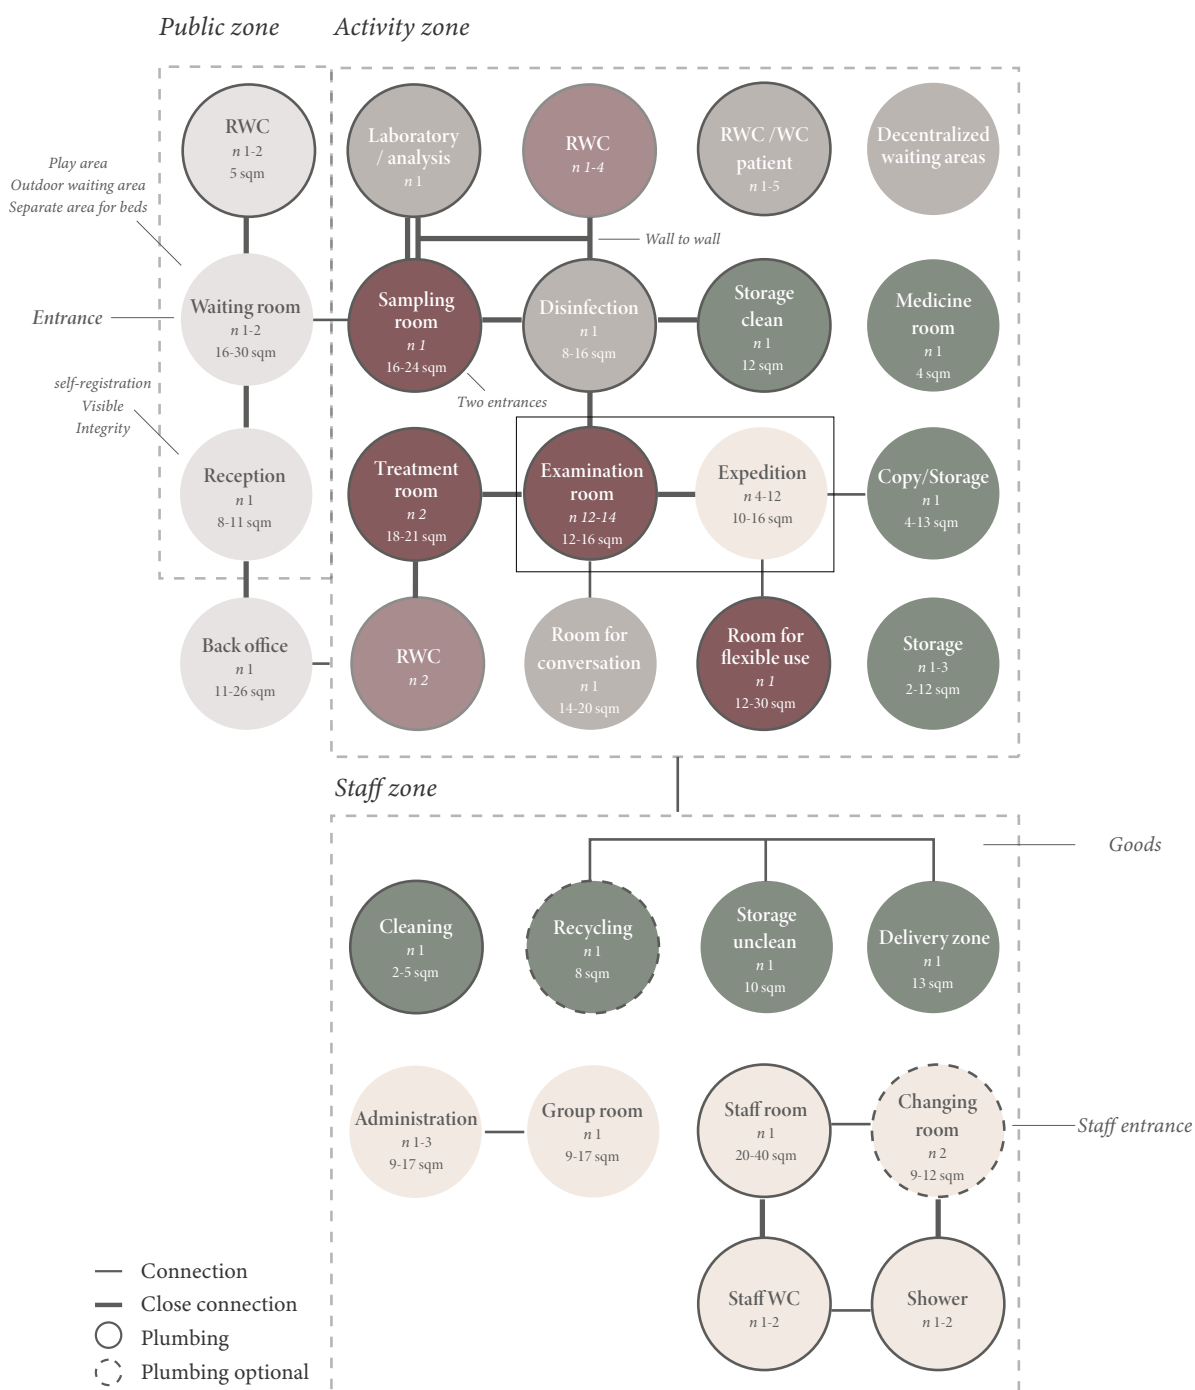 Public zone
Activity zone
RWC
n 1-2
5 sqm
Laboratory
/ analysis
n 1
RWC
n 1-4
RWC /WC
patient
n 1-5
Decentralized
waiting areas
Play area
Outdoor waiting area
Separate area for beds
Wall to wall
Entrance
Waiting room
n 1-2
16-30 sqm
Sampling
room
n 1
16-24 sqm
Disinfection
n 1
8-16 sqm
Storage
clean
n 1
12 sqm
Medicine
room
n 1
4 sqm
Two entrances
self-registration
Visible
Integrity
Reception
n 1
8-11 sqm
Treatment
room
n 2
18-21 sqm
Examination
room
n 12-14
12-16 sqm
Expedition
n 4-12
10-16 sqm
Copy/Storage
n 1
4-13 sqm
Back office
n 1
11-26 sqm
RWC
n 2
Room for
conversation
n 1
14-20 sqm
Room for
flexible use
n 1
12-30 sqm
Storage
n 1-3
2-12 sqm
Staff zone
Goods
Cleaning
n 1
2-5 sqm
Recycling
n 1
8 sqm
Storage
unclean
n 1
10 sqm
Delivery zone
n 1
13 sqm
Administration
n 1-3
9-17 sqm
Group room
n 1
9-17 sqm
Staff room
n 1
20-40 sqm
Changing
room
n 2
9-12 sqm
Staff entrance
Staff WC
n 1-2
Shower
n 1-2
Connection
Close connection
Plumbing
Plumbing optional